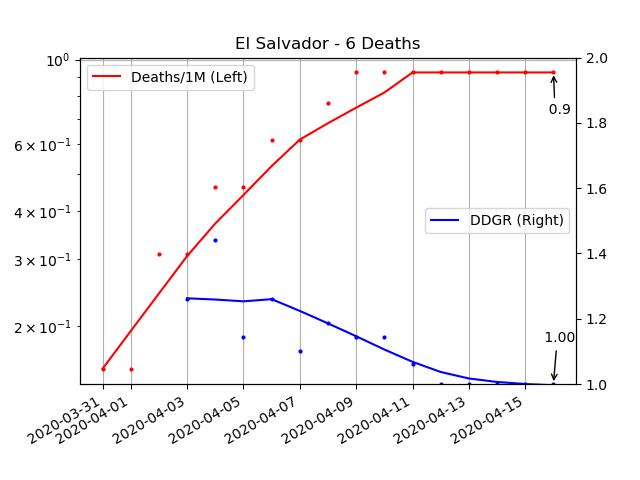 El Salvador - 6 Deaths
10⁰
6 × 10⁻¹
4 × 10⁻¹
3 × 10⁻¹
2 × 10⁻¹
Deaths/1M (Left)
DDGR (Right)
0.9
1.00
2.0
1.8
1.6
1.4
1.2
1.0
2020-03-31
2020-04-01
2020-04-03
2020-04-05
2020-04-07
2020-04-09
2020-04-11
2020-04-13
2020-04-15